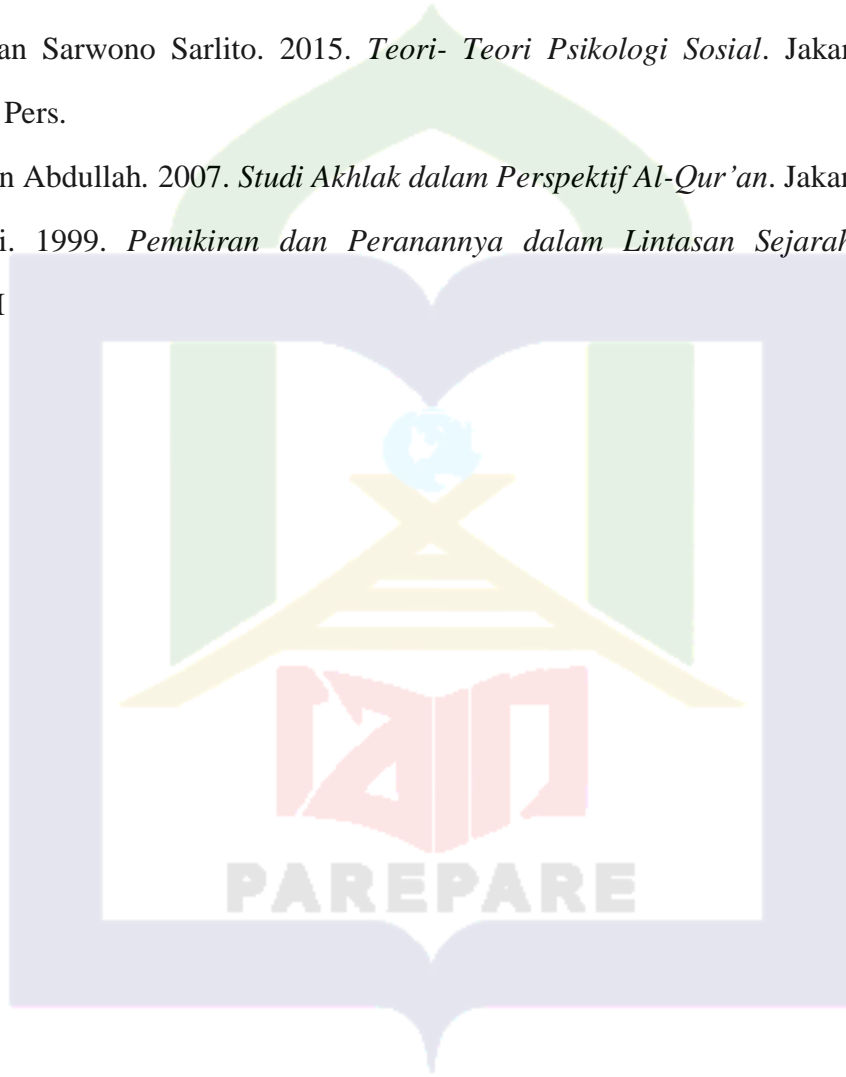 an Sarwono Sarlito. 2015. Teori- Teori Psikologi Sosial. Jakar
Pers.
n Abdullah. 2007. Studi Akhlak dalam Perspektif Al-Qur’an. Jakar
i. 1999. Pemikiran dan Peranannya dalam Lintasan Sejarah
I
iain
PAREPARE